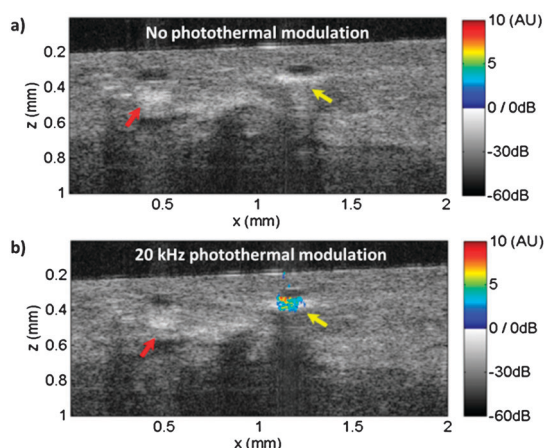 a)
No photothermal modulation
z (mm)
0.2
0.4
0.6
0.8
1
0.5
1
1.5
2
x (mm)
10 (AU)
5
0 / 0dB
-30dB
-60dB
b)
20 kHz photothermal modulation
z (mm)
0.2
0.4
0.6
0.8
1
0.5
1
1.5
2
x (mm)
10 (AU)
5
0 / 0dB
-30dB
-60dB